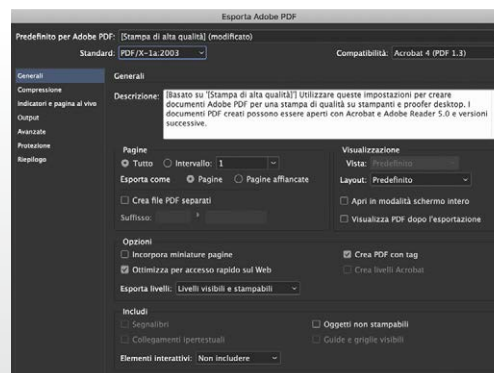 Esporta Adobe PDF
Predefinito per Adobe PDF: [Stampa di alta qualità] (modificato)
Standard: PDF/X-1a:2003
Compatibilità: Acrobat 4 (PDF 1.3)
Generali
Compressione
Indicatori e pagina al vivo
Output
Avanzate
Protezione
Riepilogo
Generali
Descrizione: [Basato su '[Stampa di alta qualità]'] Utilizzare queste impostazioni per creare
documenti Adobe PDF per una stampa di qualità su stampanti e proofer desktop. I
documenti PDF creati possono essere aperti con Acrobat e Adobe Reader 5.0 e versioni
successive.
Pagine
Tutto Intervallo: 1
Esporta come Pagine Pagine affiancate
Crea file PDF separati
Suffisso:
Visualizzazione
Vista: Predefinito
Layout: Predefinito
Apri in modalità schermo intero
Visualizza PDF dopo l'esportazione
Opzioni
Incorpora miniature pagine
Crea PDF con tag
Ottimizza per accesso rapido sul Web
Crea livelli Acrobat
Esporta livelli: Livelli visibili e stampabili
Includi
Segnalibri
Oggetti non stampabili
Collegamenti ipertestuali
Guide e griglie visibili
Elementi interattivi: Non includere